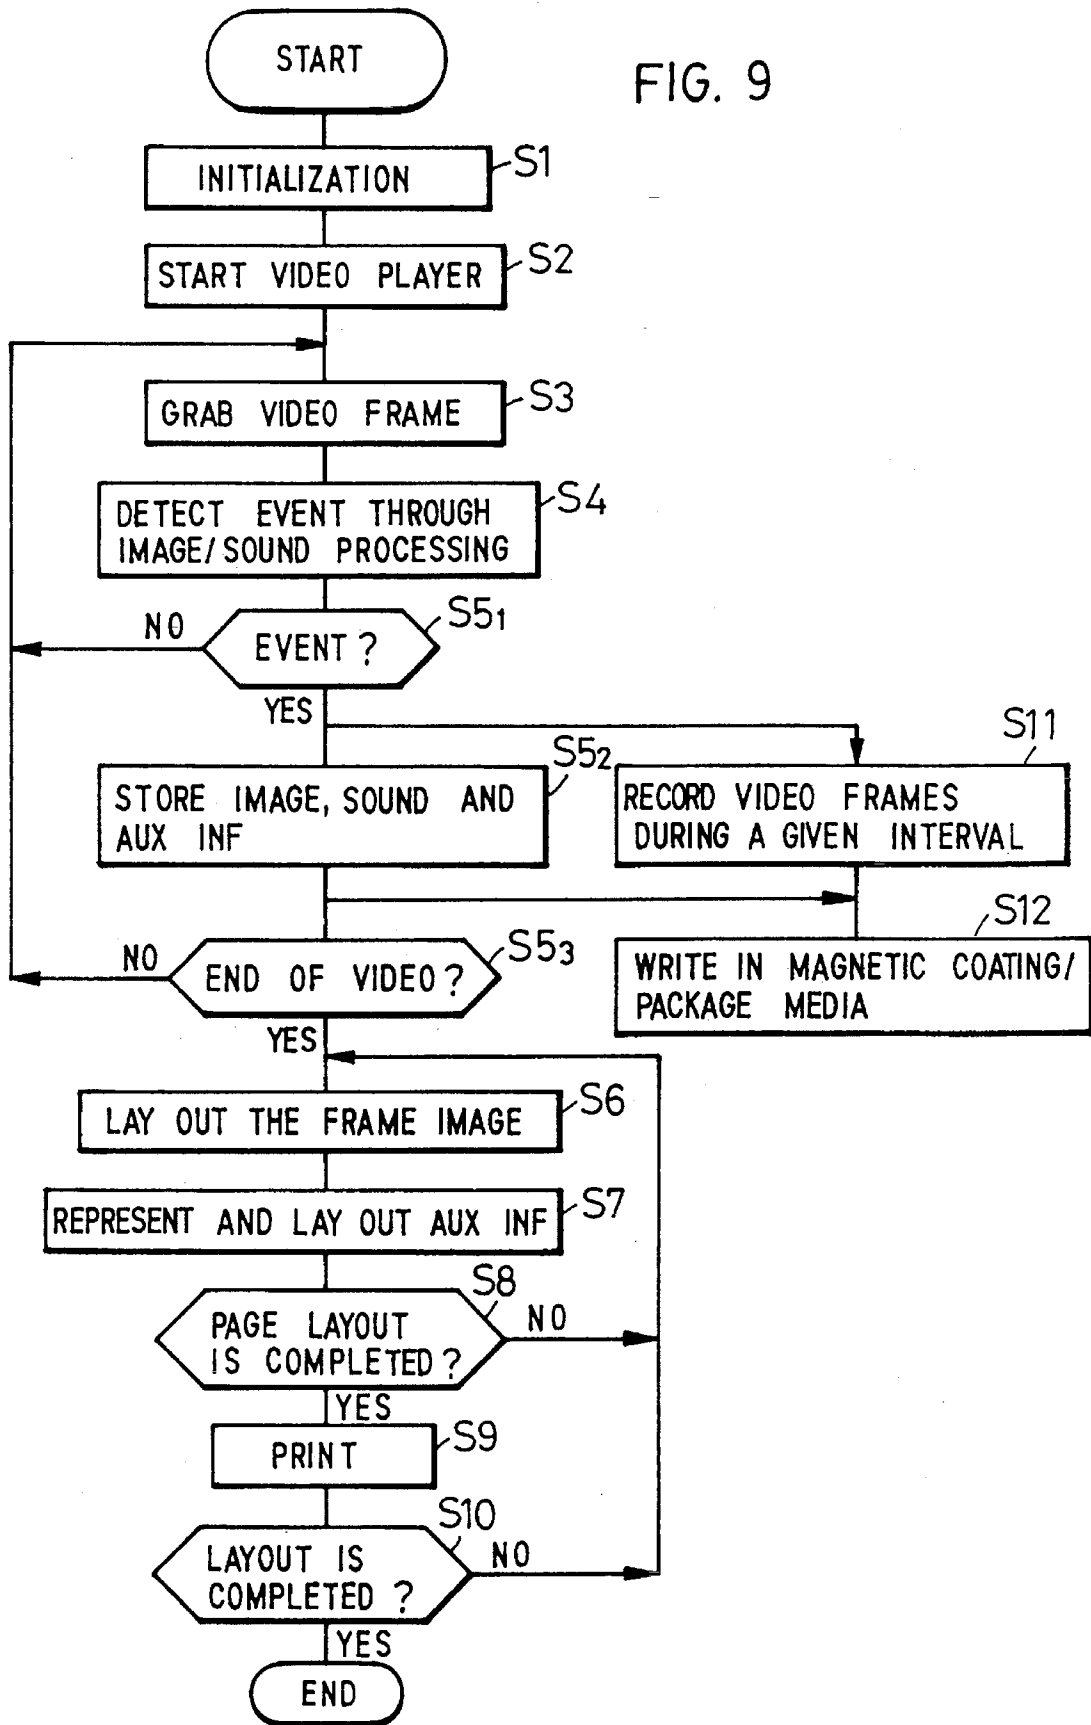 START
FIG. 9
INITIALIZATION
S1
START VIDEO PLAYER
S2
GRAB VIDEO FRAME
S3
DETECT EVENT THROUGH
IMAGE/SOUND PROCESSING
S4
EVENT?
S51
NO
YES
STORE IMAGE, SOUND AND
AUX INF
S52
RECORD VIDEO FRAMES
DURING A GIVEN INTERVAL
S11
WRITE IN MAGNETIC COATING/
PACKAGE MEDIA
S12
END OF VIDEO?
S53
NO
YES
LAY OUT THE FRAME IMAGE
S6
REPRESENT AND LAY OUT AUX INF
S7
PAGE LAYOUT
IS COMPLETED?
S8
NO
YES
PRINT
S9
LAYOUT IS
COMPLETED?
S10
NO
YES
END